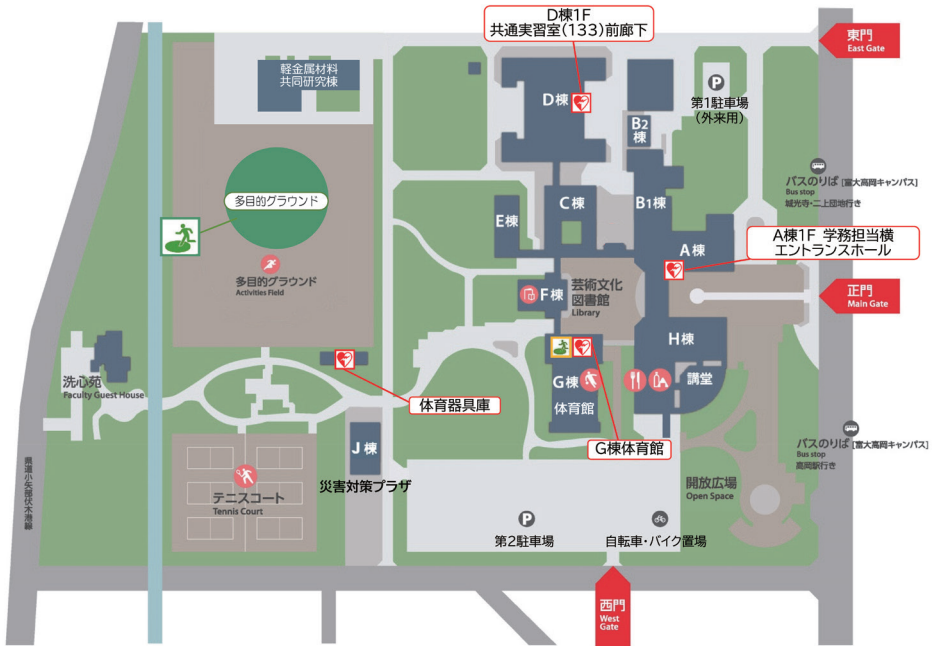 D棟1F
共通実習室(133)前廊下
東門
East Gate
軽金属材料
共同研究棟
D棟
P
第1駐車場
(外来用)
B2
棟
バスのりば [富大高岡キャンパス]
Bus stop
城光寺・二上団地行き
多目的グラウンド
E棟
C棟
B1棟
A棟
A棟1F 学務担当横
エントランスホール
多目的グラウンド
Activities Field
F棟
芸術文化
図書館
Library
正門
Main Gate
H棟
洗心苑
Faculty Guest House
G棟
体育館
講堂
体育器具庫
G棟体育館
バスのりば [富大高岡キャンパス]
Bus stop
高岡駅行き
J棟
災害対策プラザ
県道小矢部伏木港線
テニスコート
Tennis Court
開放広場
Open Space
P
第2駐車場
自転車・バイク置場
西門
West
Gate